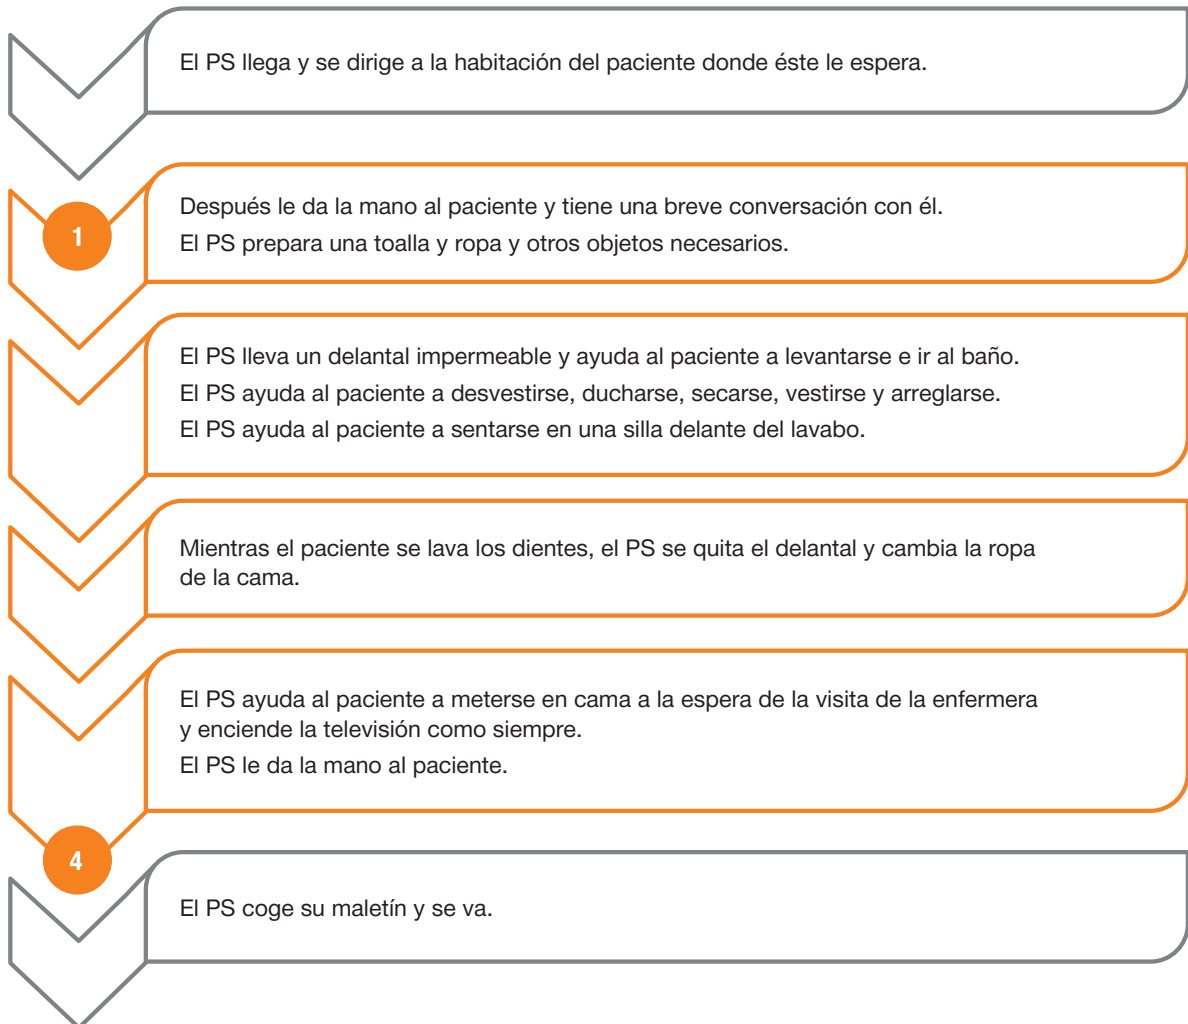 El PS llega y se dirige a la habitación del paciente donde éste le espera.
1
Después le da la mano al paciente y tiene una breve conversación con él.
El PS prepara una toalla y ropa y otros objetos necesarios.
El PS lleva un delantal impermeable y ayuda al paciente a levantarse e ir al baño.
El PS ayuda al paciente a desvestirse, ducharse, secarse, vestirse y arreglarse.
El PS ayuda al paciente a sentarse en una silla delante del lavabo.
Mientras el paciente se lava los dientes, el PS se quita el delantal y cambia la ropa
de la cama.
El PS ayuda al paciente a meterse en cama a la espera de la visita de la enfermera
y enciende la televisión como siempre.
El PS le da la mano al paciente.
4
El PS coge su maletín y se va.